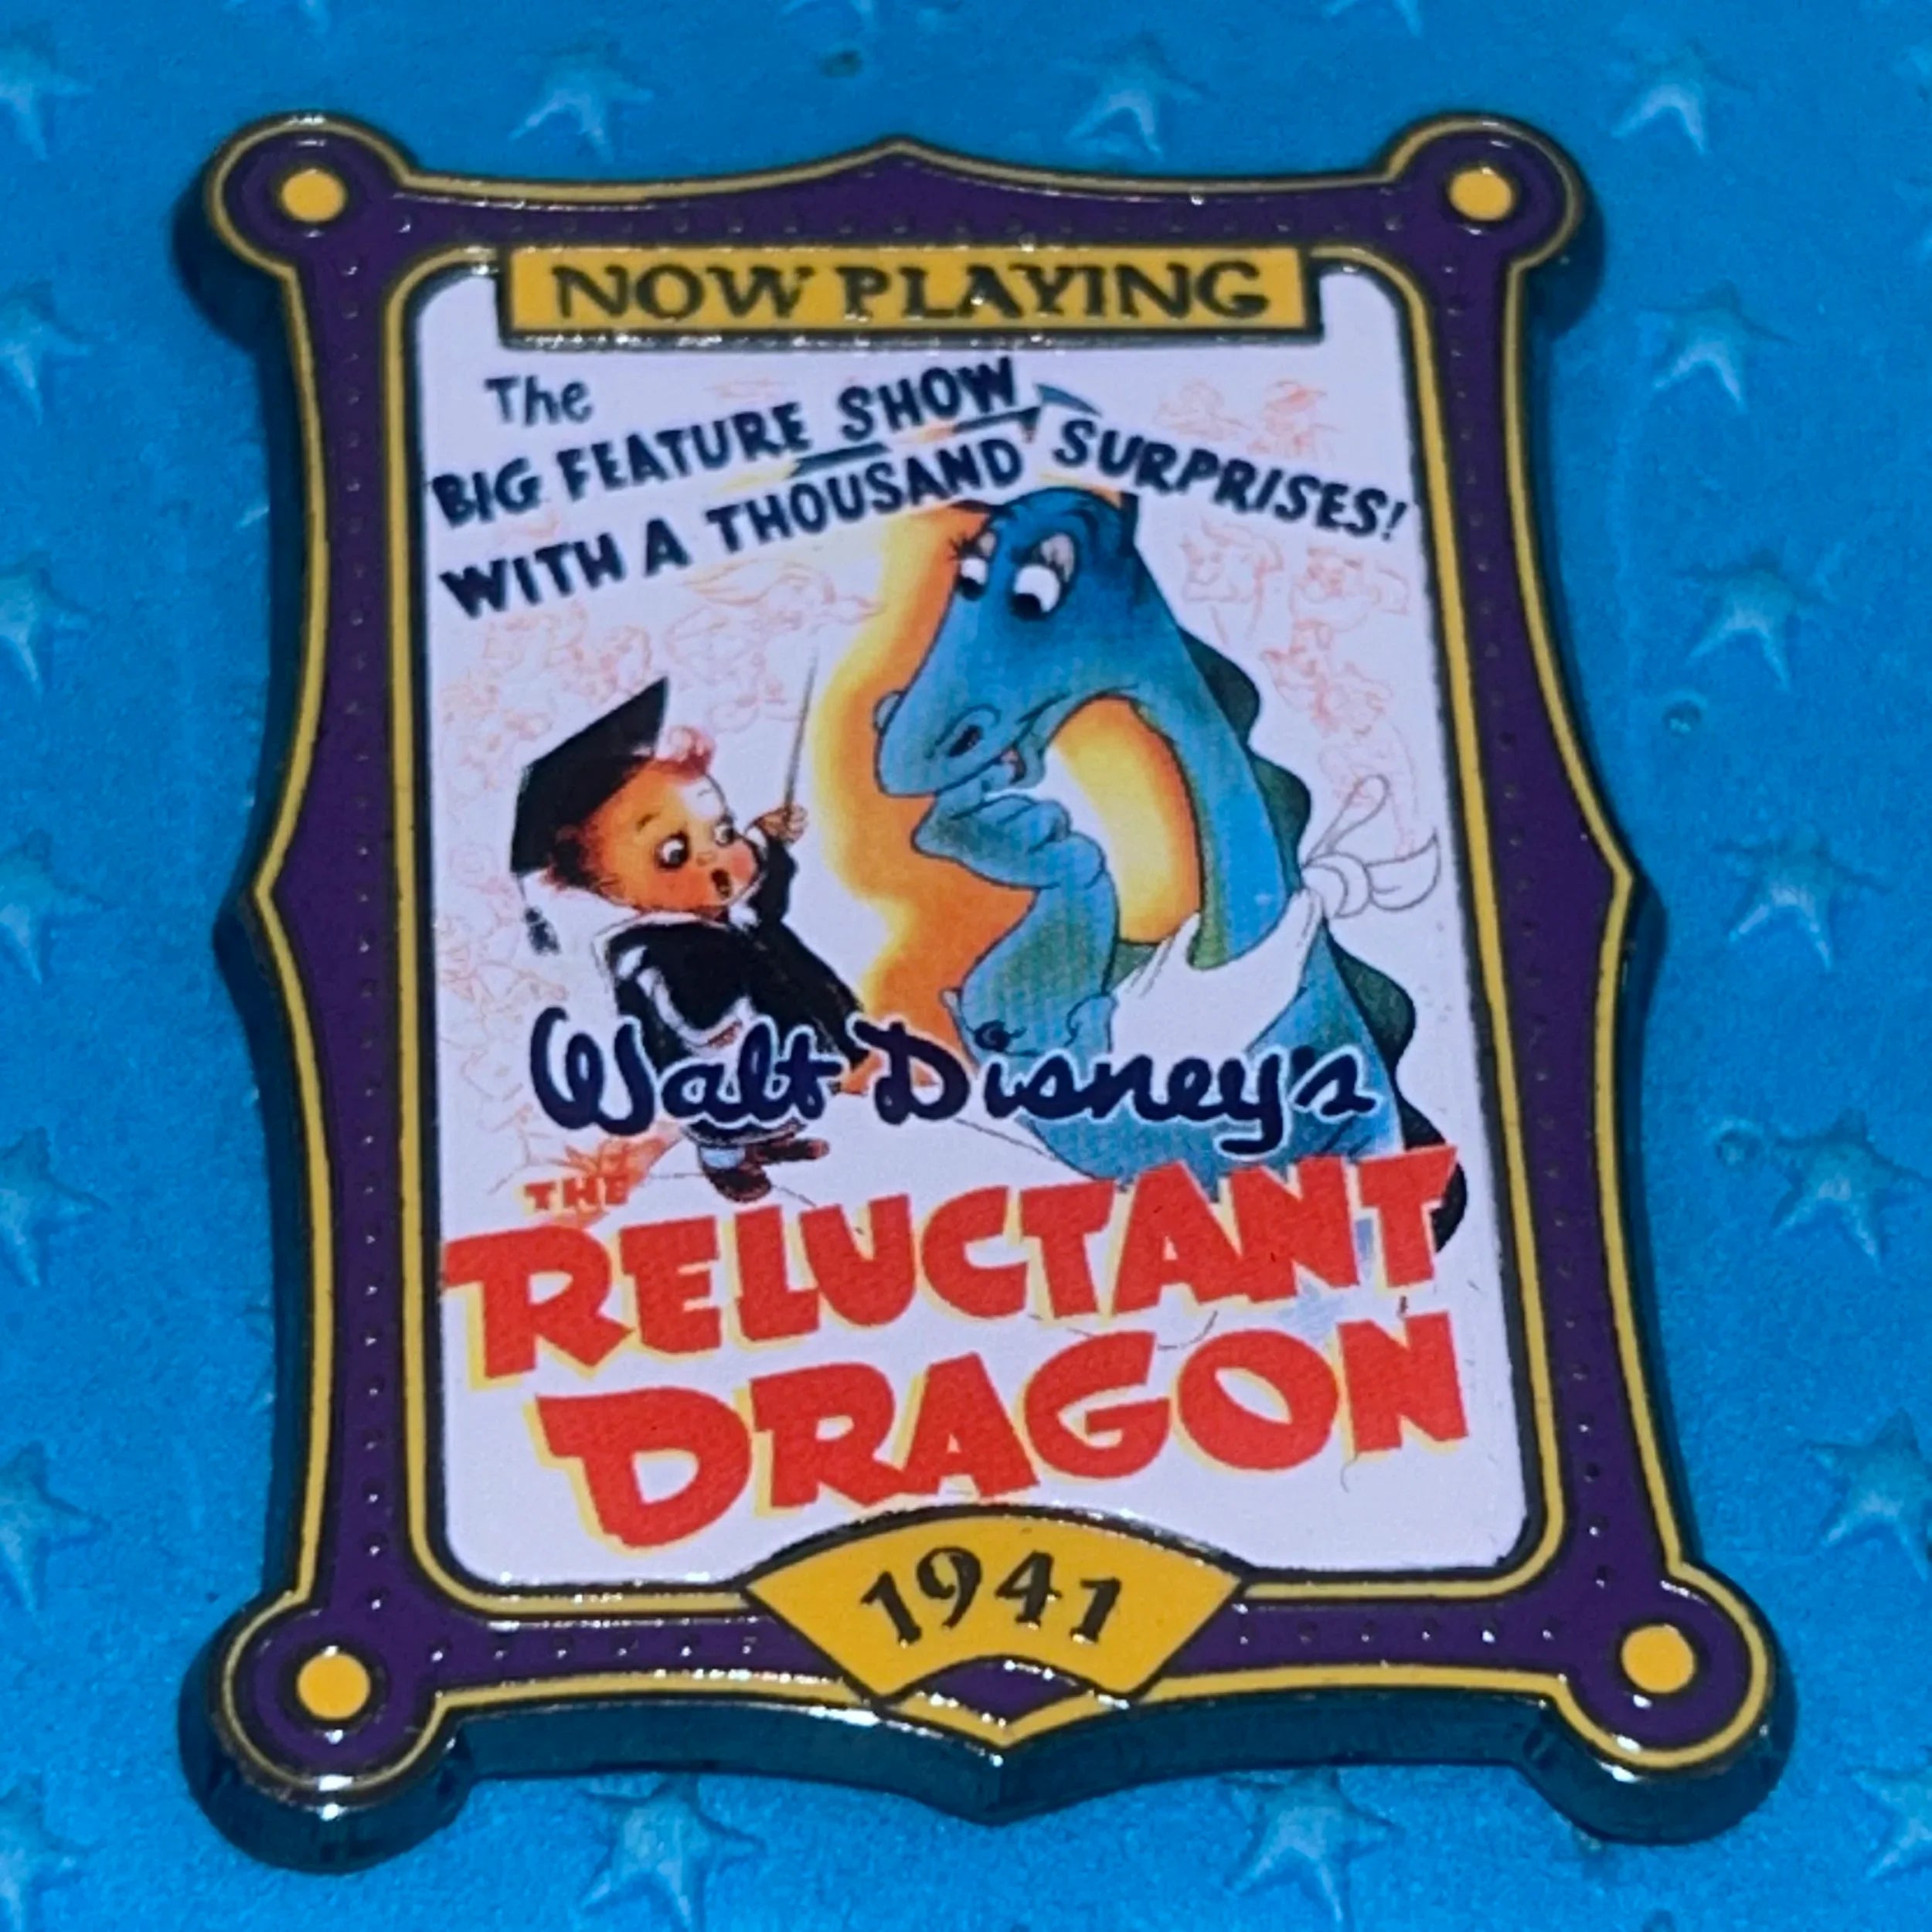 NOW PLAYING
The
BIG FEATURE SHOW
WITH A THOUSAND SURPRISES!
Walt Disney's
THE
RELUCTANT
DRAGON
1941